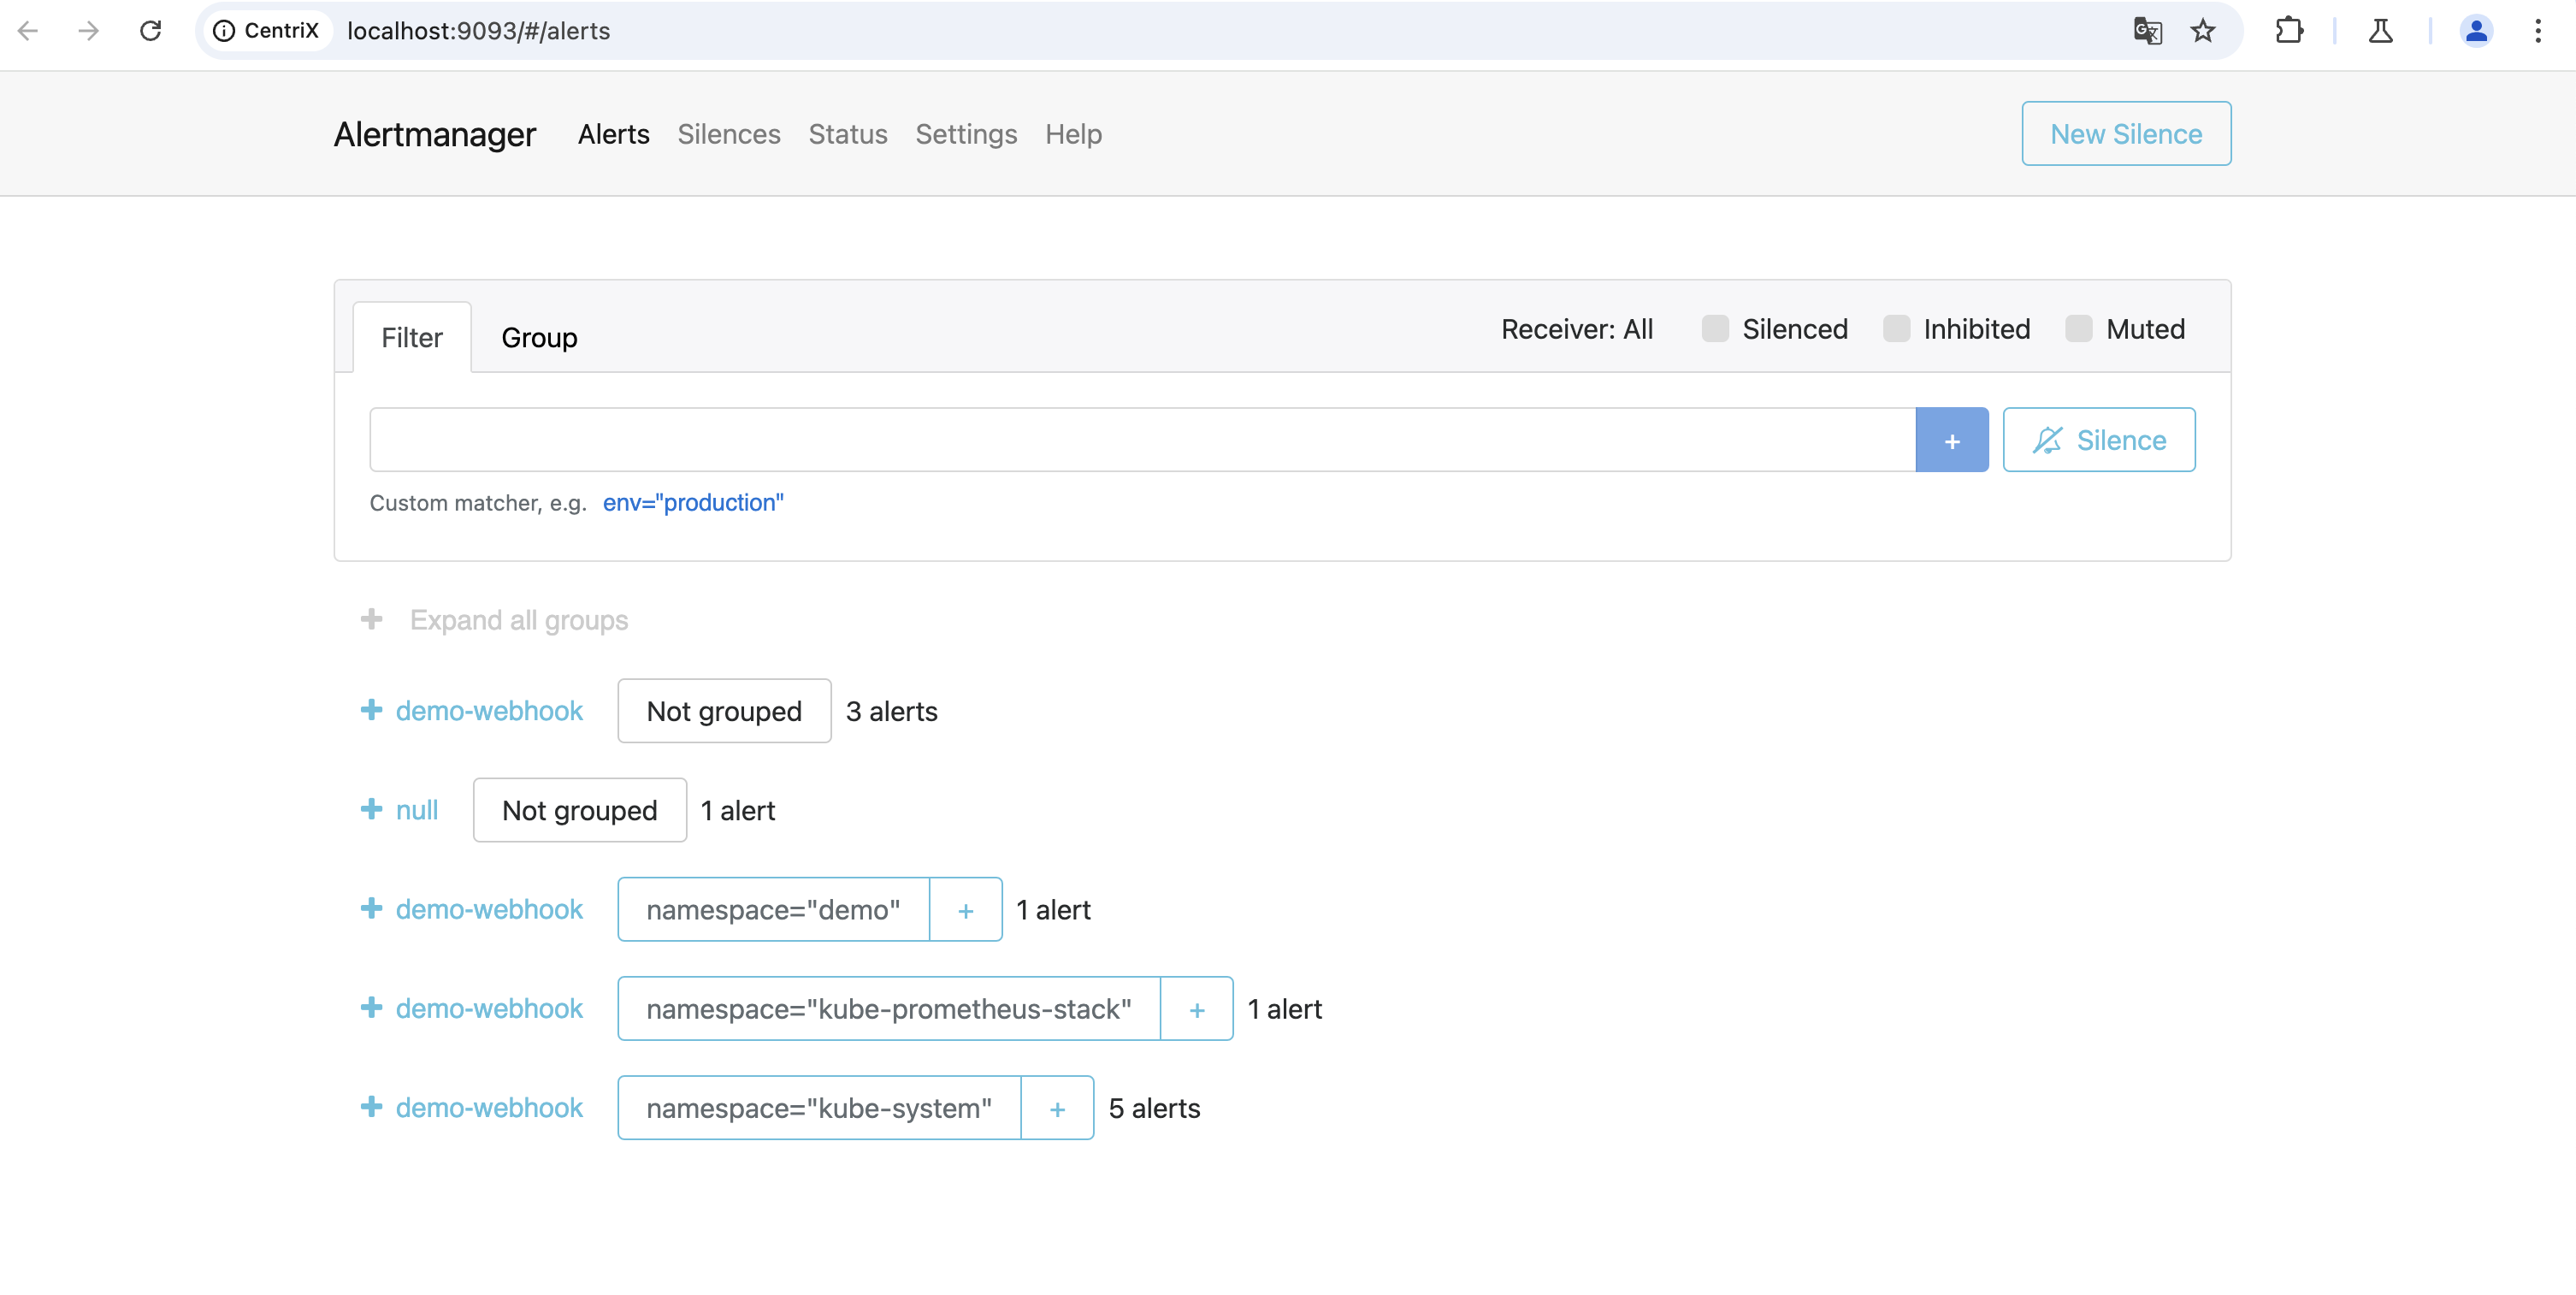 CentriX localhost:9093/#/alerts
Alertmanager Alerts Silences Status Settings Help New Silence
Filter Group Receiver: All Silenced Inhibited Muted
+ Silence
Custom matcher, e.g. env="production"
+ Expand all groups
+ demo-webhook Not grouped 3 alerts
+ null Not grouped 1 alert
+ demo-webhook namespace="demo" + 1 alert
+ demo-webhook namespace="kube-prometheus-stack" + 1 alert
+ demo-webhook namespace="kube-system" + 5 alerts